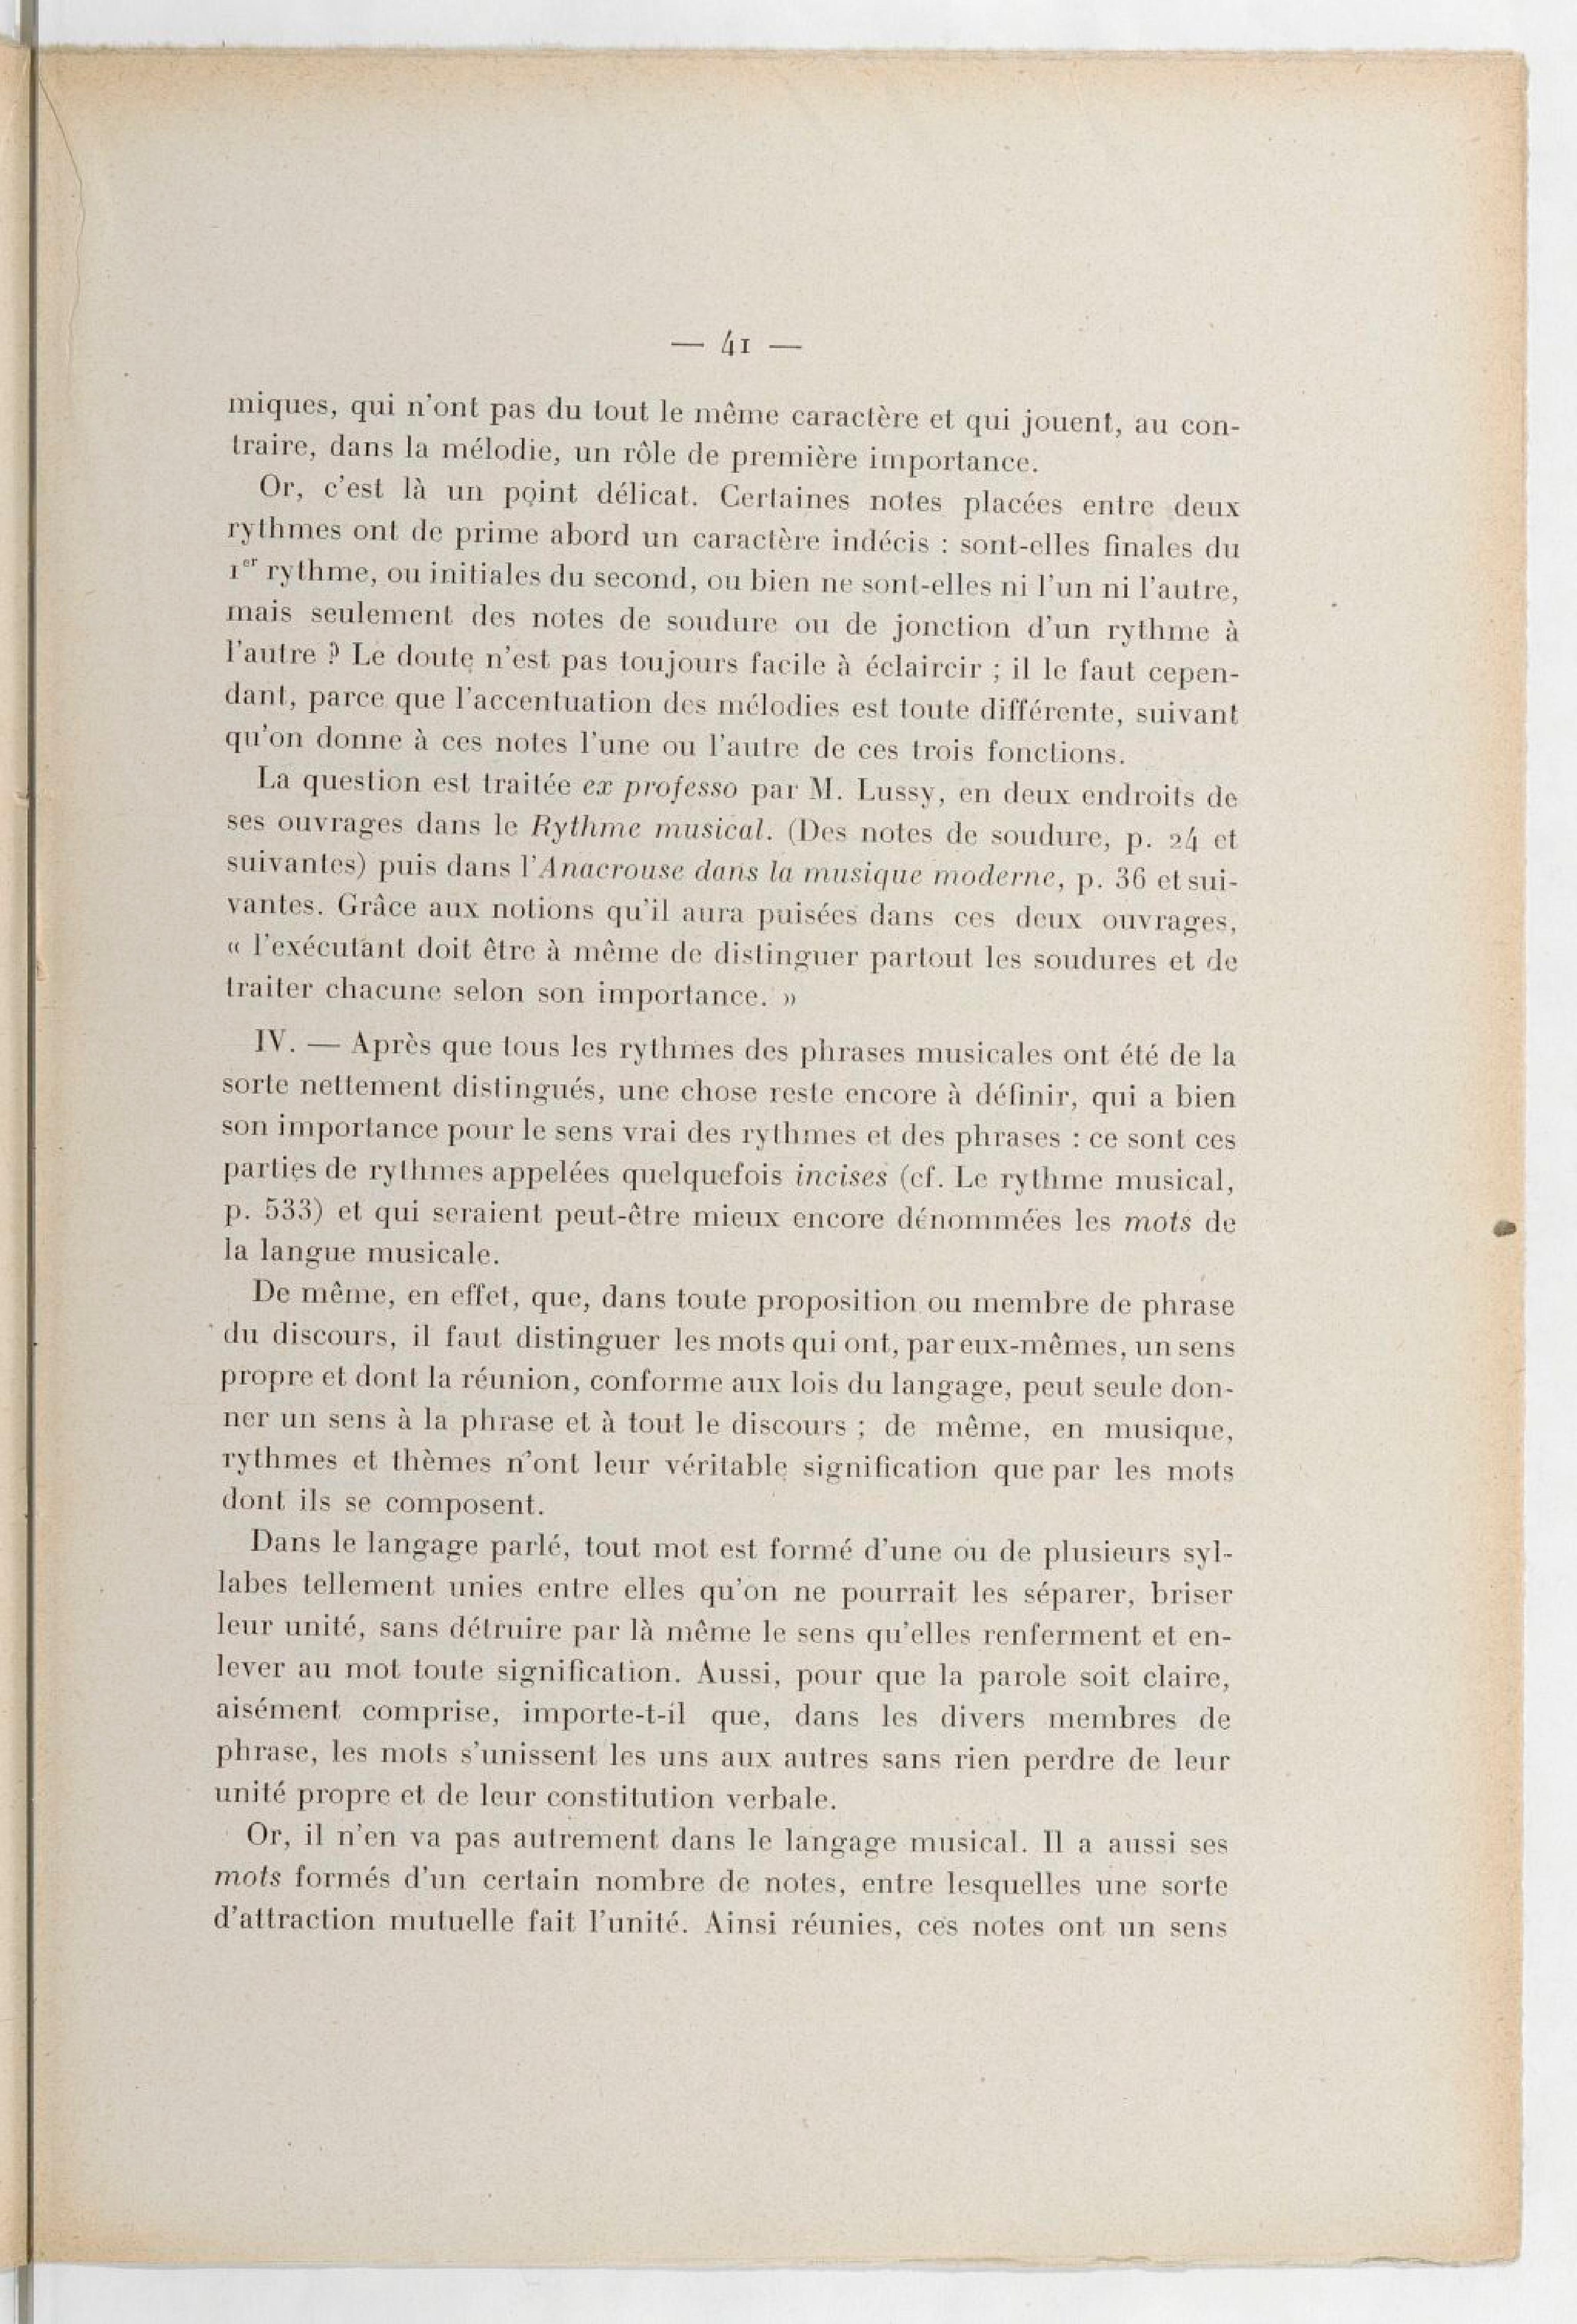 — 41 —
miques, qui n'ont pas du tout le même caractère et qui jouent, au con-
traire, dans la mélodie, un rôle de première importance.
Or, c'est là un point délicat. Certaines notes placées entre deux
rythmes ont de prime abord un caractère indécis : sont-elles finales du
1er rythme, ou initiales du second, ou bien ne sont-elles ni l'un ni l'autre,
mais seulement des notes de soudure ou de jonction d'un rythme à
l'autre ? Le doute n'est pas toujours facile à éclaircir ; il le faut cepen-
dant, parce que l'accentuation des mélodies est toute différente, suivant
qu'on donne à ces notes l'une ou l'autre de ces trois fonctions.
La question est traitée ex professo par M. Lussy, en deux endroits de
ses ouvrages dans le Rythme musical. (Des notes de soudure, p. 24 et
suivantes) puis dans l'Anacrouse dans la musique moderne, p. 36 et sui-
vantes. Grâce aux notions qu'il aura puisées dans ces deux ouvrages,
« l'exécutant doit être à même de distinguer partout les soudures et de
traiter chacune selon son importance. »
IV. — Après que tous les rythmes des phrases musicales ont été de la
sorte nettement distingués, une chose reste encore à définir, qui a bien
son importance pour le sens vrai des rythmes et des phrases : ce sont ces
parties de rythmes appelées quelquefois incises (cf. Le rythme musical,
p. 533) et qui seraient peut-être mieux encore dénommées les mots de
la langue musicale.
De même, en effet, que, dans toute proposition ou membre de phrase
du discours, il faut distinguer les mots qui ont, par eux-mêmes, un sens
propre et dont la réunion, conforme aux lois du langage, peut seule don-
ner un sens à la phrase et à tout le discours ; de même, en musique,
rythmes et thèmes n'ont leur véritable signification que par les mots
dont ils se composent.
Dans le langage parlé, tout mot est formé d'une ou de plusieurs syl-
labes tellement unies entre elles qu'on ne pourrait les séparer, briser
leur unité, sans détruire par là même le sens qu'elles renferment et en-
lever au mot toute signification. Aussi, pour que la parole soit claire,
aisément comprise, importe-t-il que, dans les divers membres de
phrase, les mots s'unissent les uns aux autres sans rien perdre de leur
unité propre et de leur constitution verbale.
Or, il n'en va pas autrement dans le langage musical. Il a aussi ses
mots formés d'un certain nombre de notes, entre lesquelles une sorte
d'attraction mutuelle fait l'unité. Ainsi réunies, ces notes ont un sens